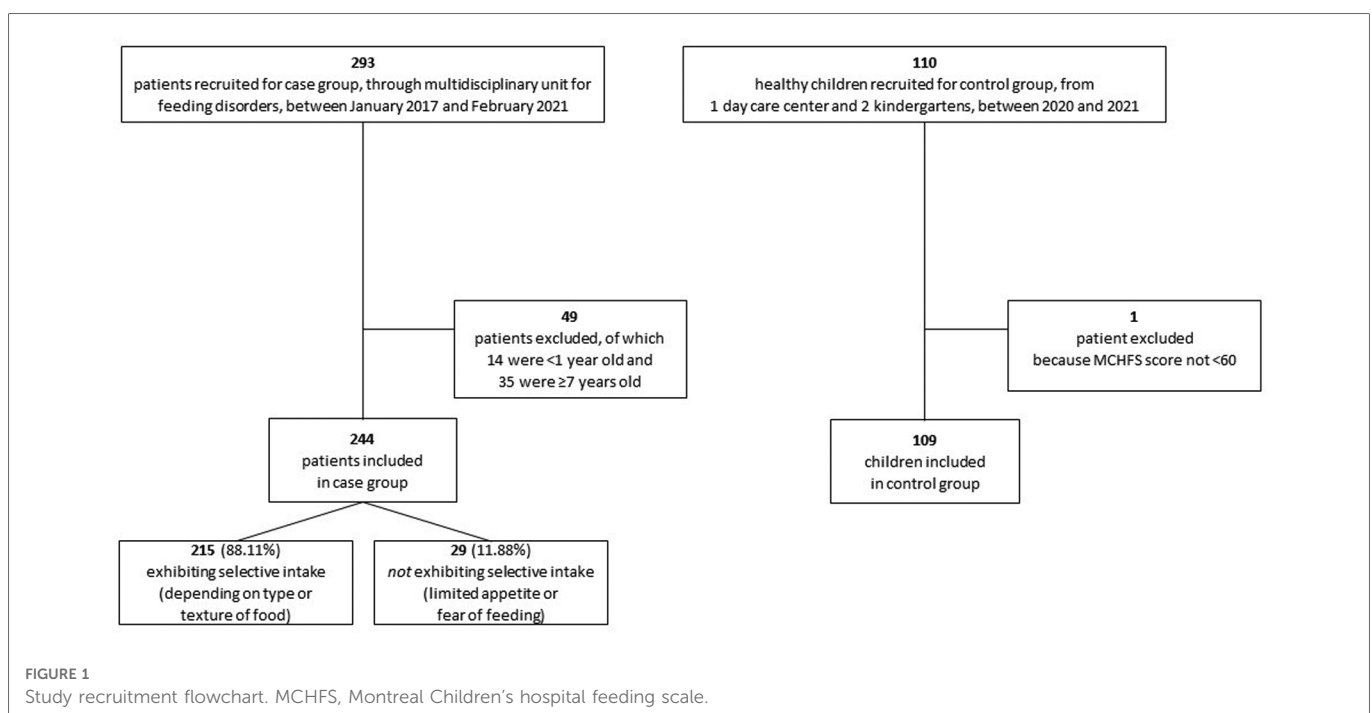 293
patients recruited for case group, through multidisciplinary unit for
feeding disorders, between January 2017 and February 2021
110
healthy children recruited for control group, from
1 day care center and 2 kindergartens, between 2020 and 2021
49
patients excluded, of which
14 were <1 year old and
35 were ≥7 years old
1
patient excluded
because MCHFS score not <60
244
patients included
in case group
109
children included
in control group
215 (88.11%)
exhibiting selective intake
(depending on type or
texture of food)
29 (11.88%)
not exhibiting selective intake
(limited appetite or
fear of feeding)
FIGURE 1
Study recruitment flowchart. MCHFS, Montreal Children's hospital feeding scale.